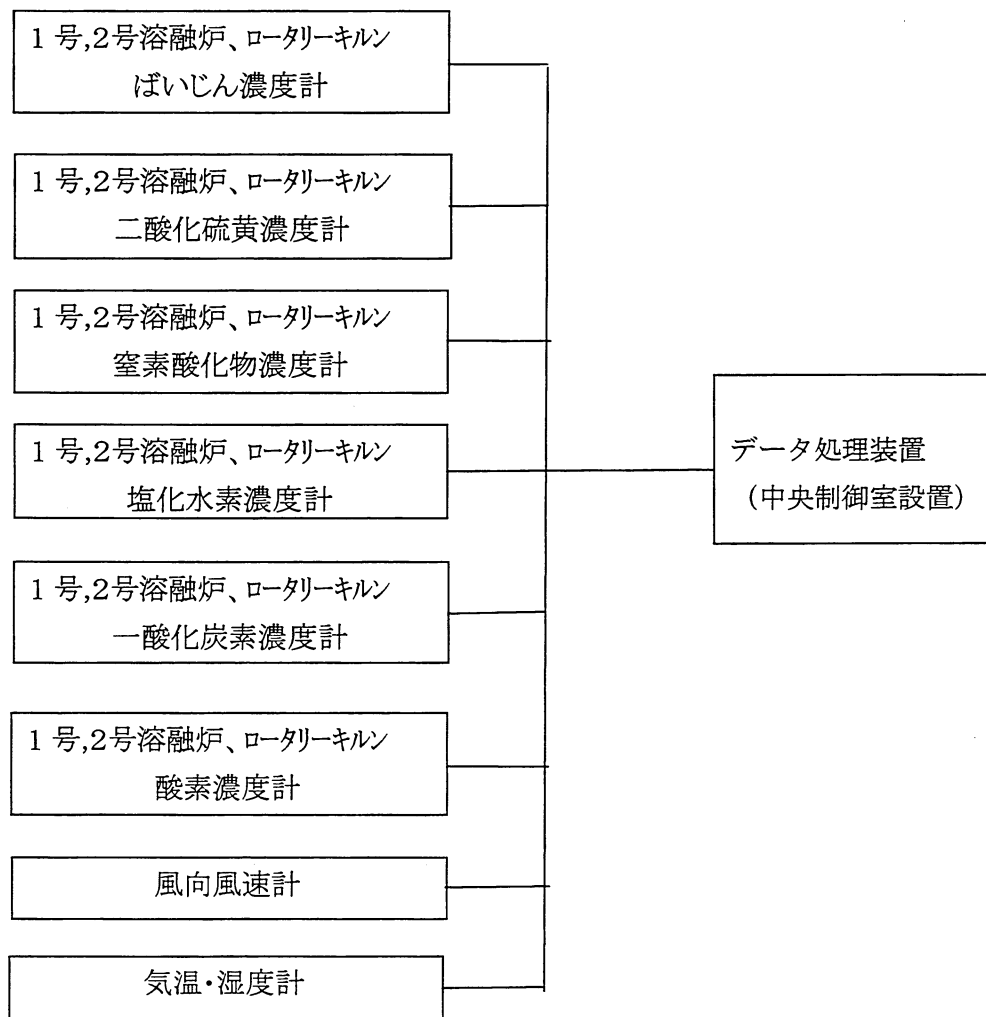 1号,2号溶融炉、ﾛｰﾀﾘｰｷﾙﾝ
ばいじん濃度計
1号,2号溶融炉、ﾛｰﾀﾘｰｷﾙﾝ
二酸化硫黄濃度計
1号,2号溶融炉、ﾛｰﾀﾘｰｷﾙﾝ
窒素酸化物濃度計
1号,2号溶融炉、ﾛｰﾀﾘｰｷﾙﾝ
塩化水素濃度計
1号,2号溶融炉、ﾛｰﾀﾘｰｷﾙﾝ
一酸化炭素濃度計
1号,2号溶融炉、ﾛｰﾀﾘｰｷﾙﾝ
酸素濃度計
風向風速計
気温・湿度計
データ処理装置
（中央制御室設置）